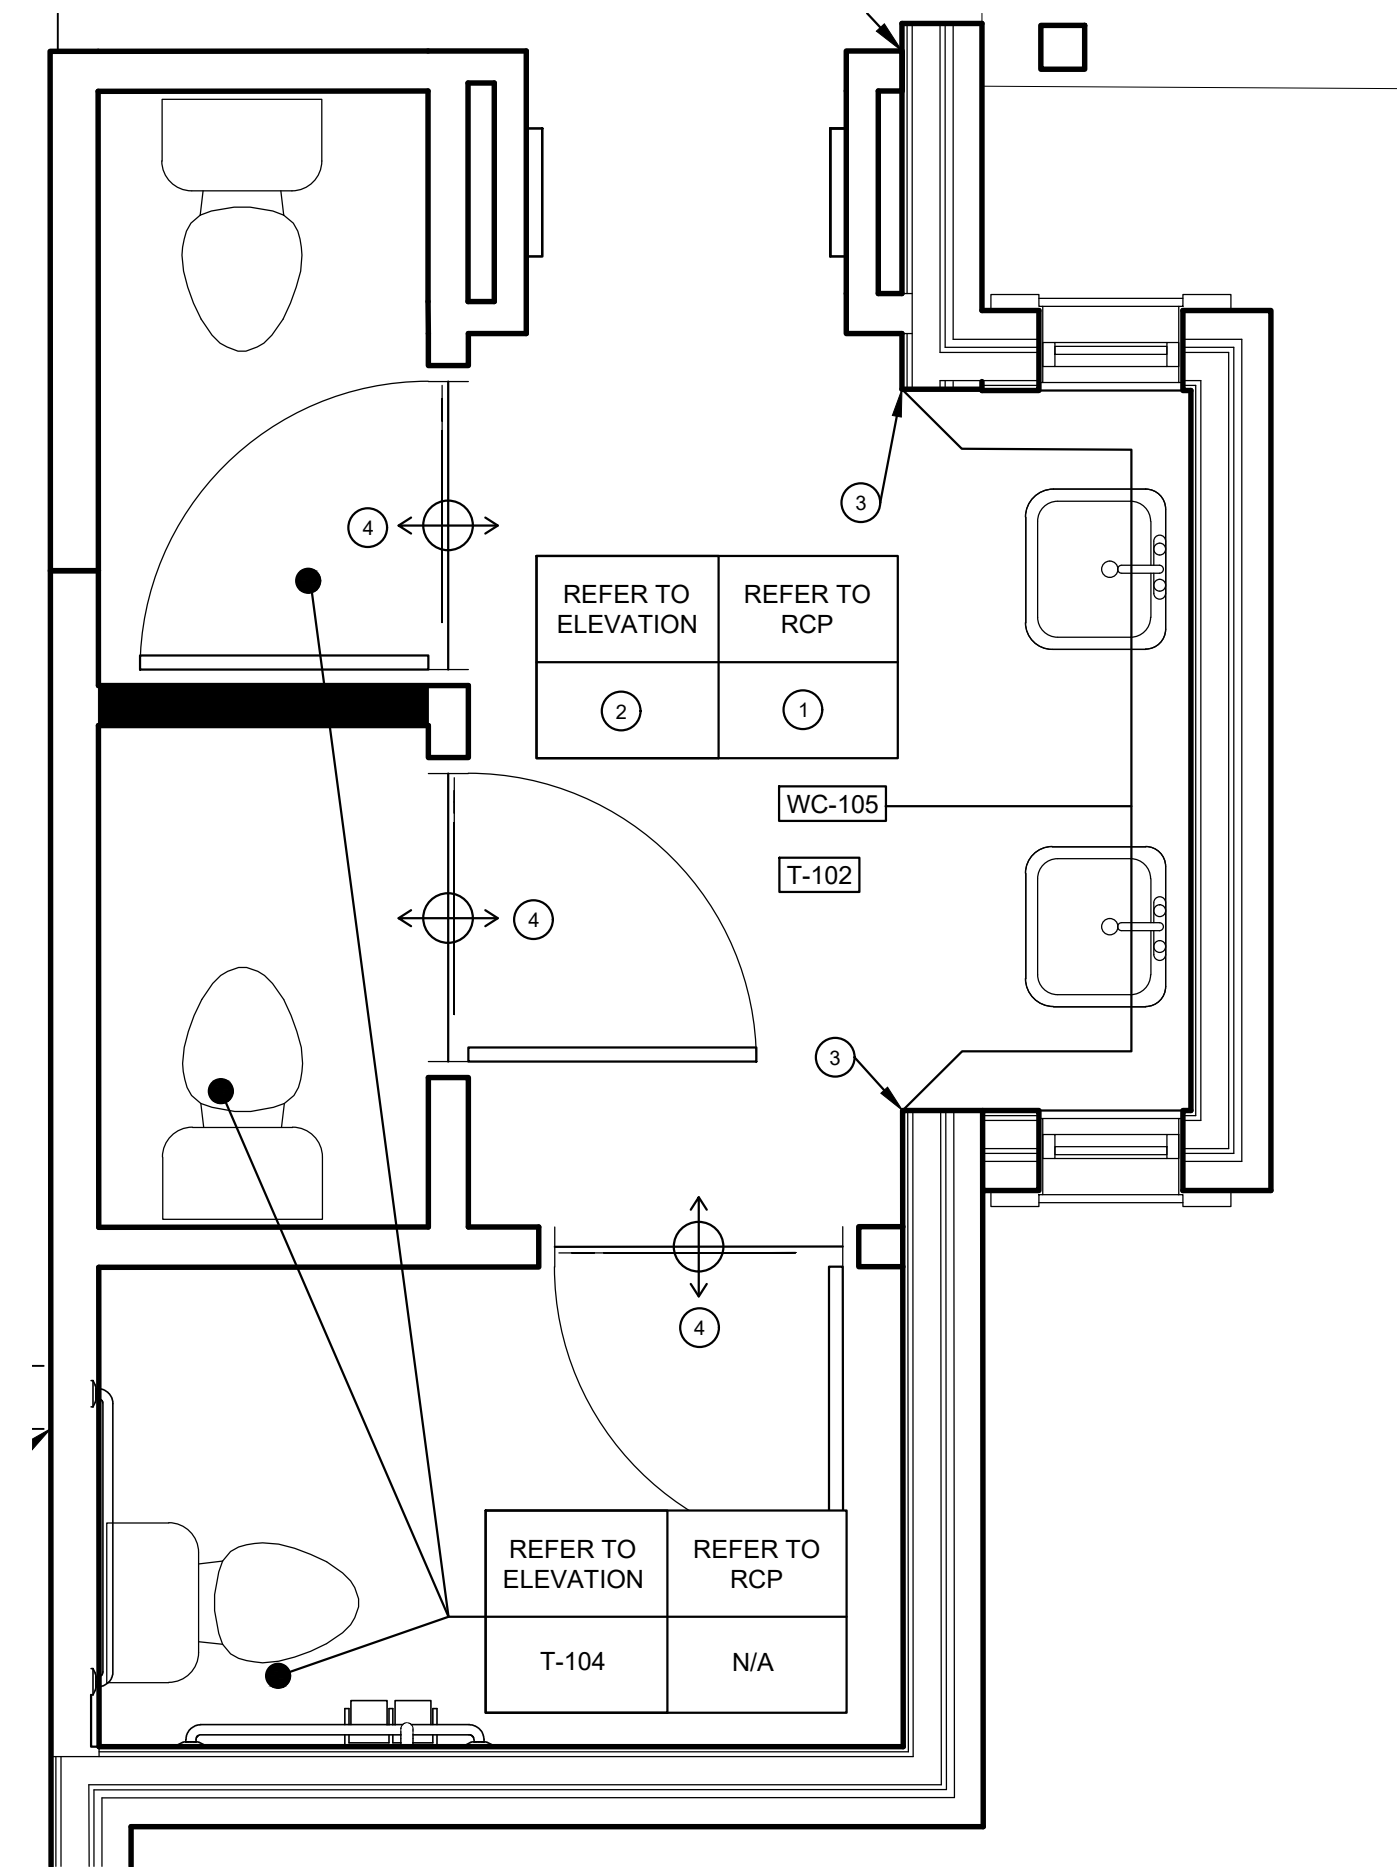 3
4
REFER TO
ELEVATION
REFER TO
RCP
2
1
WC-105
T-102
4
3
4
REFER TO
ELEVATION
REFER TO
RCP
T-104
N/A